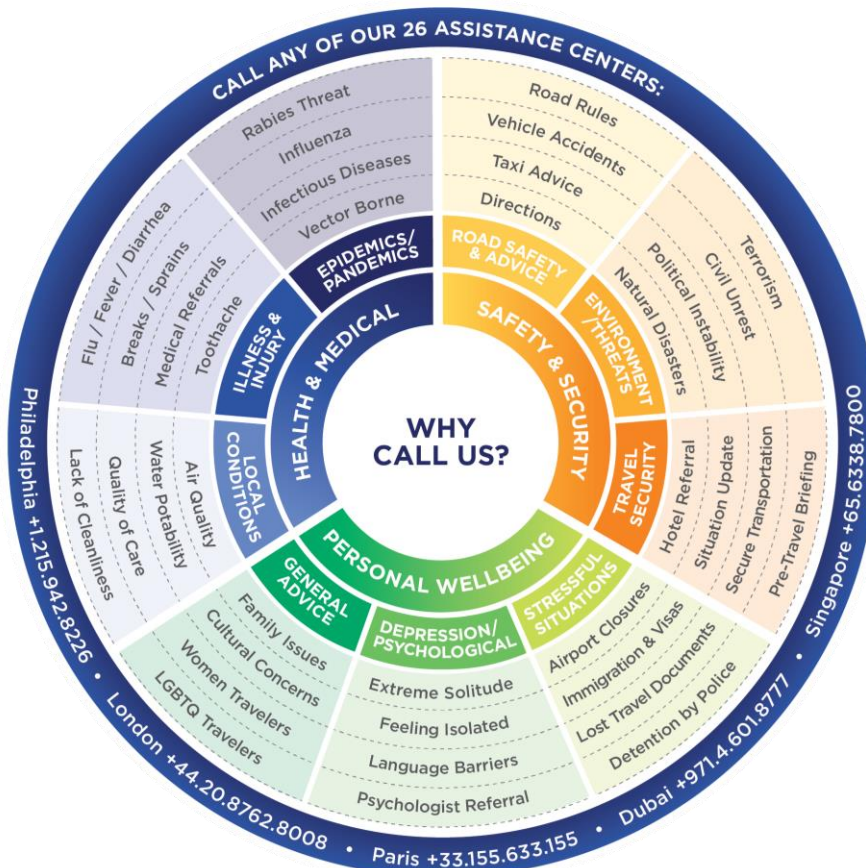 CALL ANY OF OUR 26 ASSISTANCE CENTERS:
WHY
CALL US?
HEALTH & MEDICAL
EPIDEMICS/
PANDEMICS
Rabies Threat
Influenza
Infectious Diseases
Vector Borne
ILLNESS &
INJURY
Flu / Fever / Diarrhea
Breaks / Sprains
Medical Referrals
Toothache
LOCAL
CONDITIONS
Lack of Cleanliness
Quality of Care
Water Potability
Air Quality
SAFETY & SECURITY
ROAD SAFETY
& ADVICE
Road Rules
Vehicle Accidents
Taxi Advice
Directions
ENVIRONMENT
/THREATS
Terrorism
Civil Unrest
Political Instability
Natural Disasters
TRAVEL
SECURITY
Hotel Referral
Situation Update
Secure Transportation
Pre-Travel Briefing
PERSONAL WELLBEING
GENERAL
ADVICE
Family Issues
Cultural Concerns
Women Travelers
LGBTQ Travelers
DEPRESSION/
PSYCHOLOGICAL
Extreme Solitude
Feeling Isolated
Language Barriers
Psychologist Referral
STRESSFUL
SITUATIONS
Airport Closures
Immigration & Visas
Lost Travel Documents
Detention by Police
Philadelphia +1.215.942.8226 • London +44.20.8762.8008 • Paris +33.155.633.155 • Dubai +971.4.601.8777 • Singapore +65.6338.7800